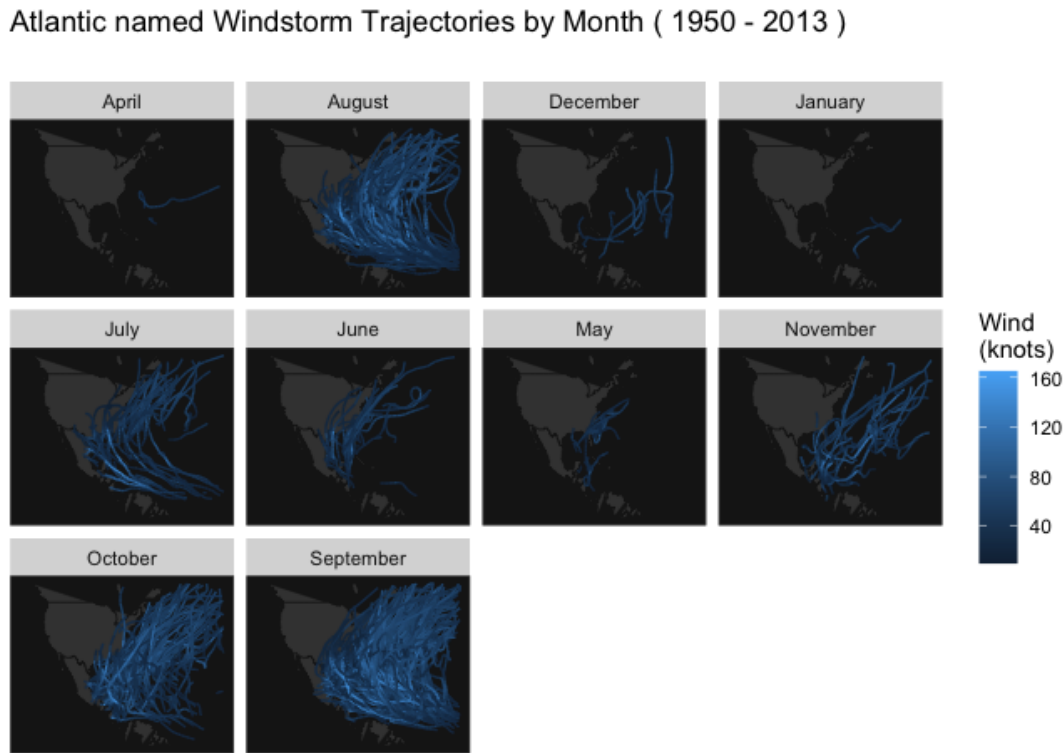 Atlantic named Windstorm Trajectories by Month ( 1950 - 2013 )
April
August
December
January
July
June
May
November
October
September
Wind
(knots)
160
120
80
40